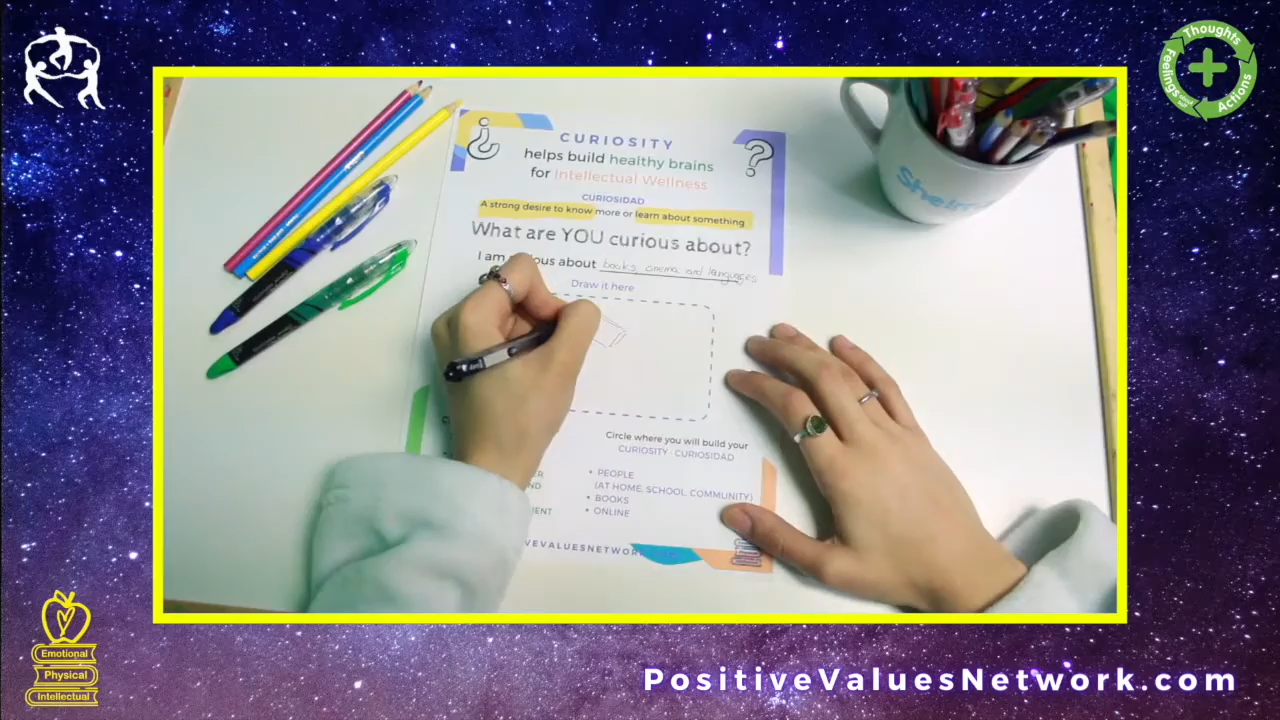 Thoughts
Actions
Feelings
about self
CURIOSITY
helps build healthy brains
for Intellectual Wellness
CURIOSIDAD
A strong desire to know more or learn about something
What are YOU curious about?
I am about books, cinema and languages
Draw it here
Circle where you will build your
CURIOSITY - CURIOSIDAD
• PEOPLE
(AT HOME, SCHOOL, COMMUNITY)
• BOOKS
• ONLINE
Emotional
Physical
Intellectual
PositiveValuesNetwork.com